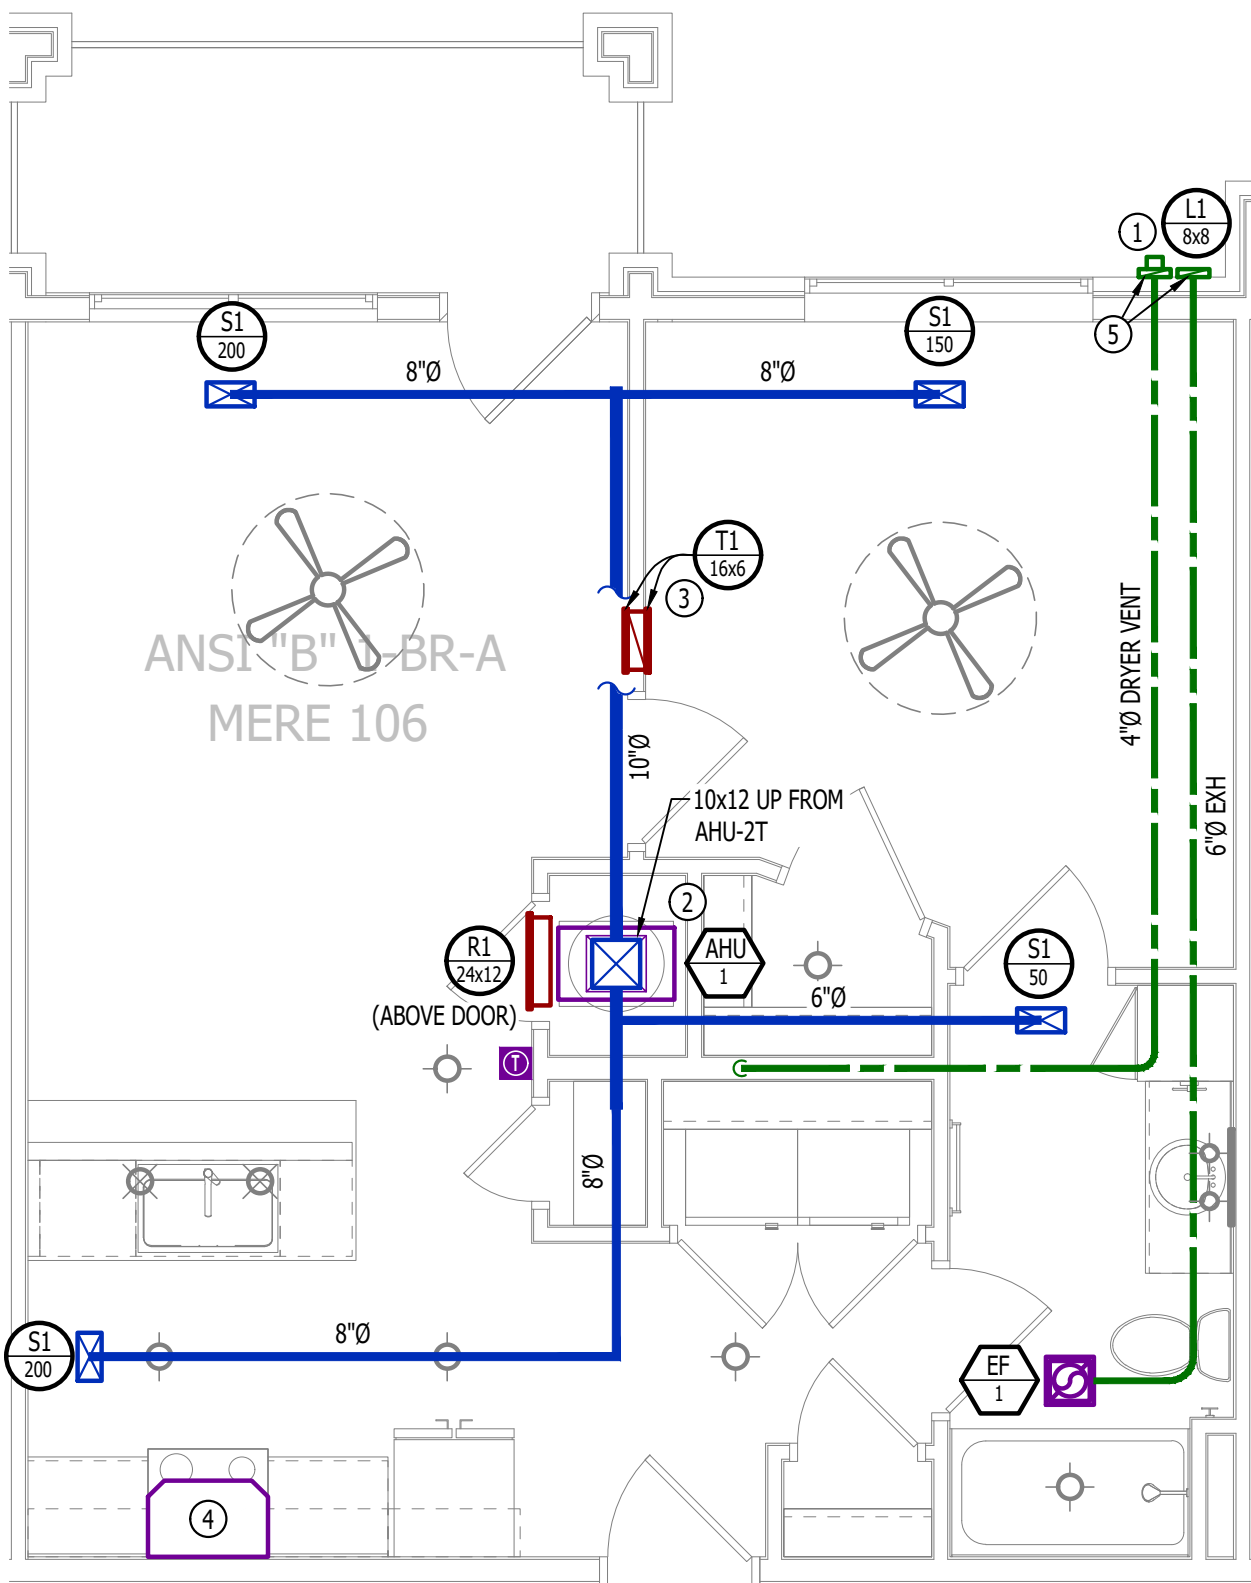 L1
8x8
1
S1
200
S1
150
5
8"Ø
8"Ø
T1
16x6
3
ANSI "B" 1-BR-A
MERE 106
4"Ø DRYER VENT
10"Ø
6"Ø EXH
10x12 UP FROM
AHU-2T
2
R1
24x12
(ABOVE DOOR)
AHU
1
S1
50
6"Ø
T
8"Ø
8"Ø
S1
200
EF
1
4